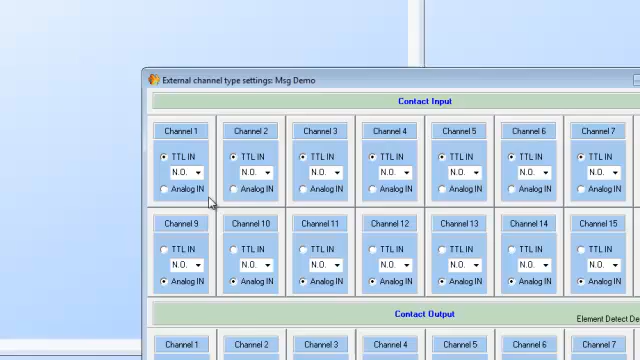 External channel type settings: Msg Demo
Contact Input
Channel 1 Channel 2 Channel 3 Channel 4 Channel 5 Channel 6 Channel 7
TTL IN TTL IN TTL IN TTL IN TTL IN TTL IN TTL IN
N.O. N.O. N.O. N.O. N.O. N.O. N.O.
Analog IN Analog IN Analog IN Analog IN Analog IN Analog IN Analog IN
Channel 9 Channel 10 Channel 11 Channel 12 Channel 13 Channel 14 Channel 15
TTL IN TTL IN TTL IN TTL IN TTL IN TTL IN TTL IN
N.O. N.O. N.O. N.O. N.O. N.O. N.O.
Analog IN Analog IN Analog IN Analog IN Analog IN Analog IN Analog IN
Contact Output
Element Detect De
Channel 1 Channel 2 Channel 3 Channel 4 Channel 5 Channel 6 Channel 7